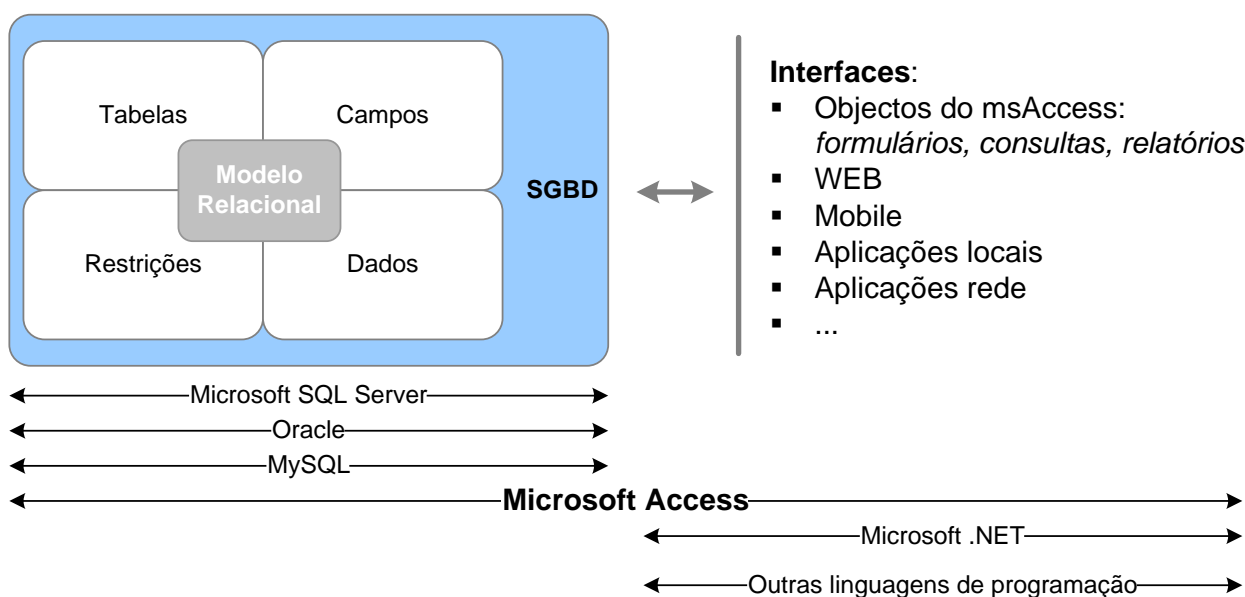 Tabelas
Campos
Modelo
Relacional
SGBD
Restrições
Dados
Interfaces:
▪ Objectos do msAccess:
formulários, consultas, relatórios
▪ WEB
▪ Mobile
▪ Aplicações locais
▪ Aplicações rede
▪ ...
Microsoft SQL Server
Oracle
MySQL
Microsoft Access
Microsoft .NET
Outras linguagens de programação